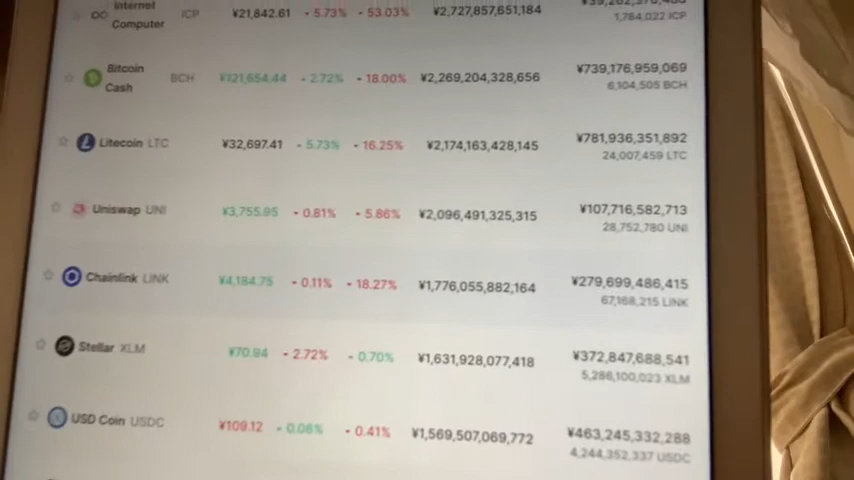 Internet Computer ICP ¥21,842.61 5.73% 53.03% ¥2,727,857,651,184
1,784,022 ICP
Bitcoin Cash BCH ¥121,654.44 2.72% 18.00% ¥2,269,204,328,656 ¥739,176,959,069
6,104,505 BCH
Litecoin LTC ¥32,697.41 5.73% 16.25% ¥2,174,163,428,145 ¥781,936,351,892
24,007,459 LTC
Uniswap UNI ¥3,755.95 0.81% 5.86% ¥2,096,491,325,315 ¥107,716,582,713
28,752,780 UNI
Chainlink LINK ¥4,184.75 0.11% 18.27% ¥1,776,055,882,164 ¥279,699,486,415
67,168,215 LINK
Stellar XLM ¥70.94 2.72% 0.70% ¥1,631,928,077,418 ¥372,847,688,541
5,286,100,023 XLM
USD Coin USDC ¥109.12 0.06% 0.41% ¥1,569,507,069,772 ¥463,245,332,288
4,244,352,337 USDC